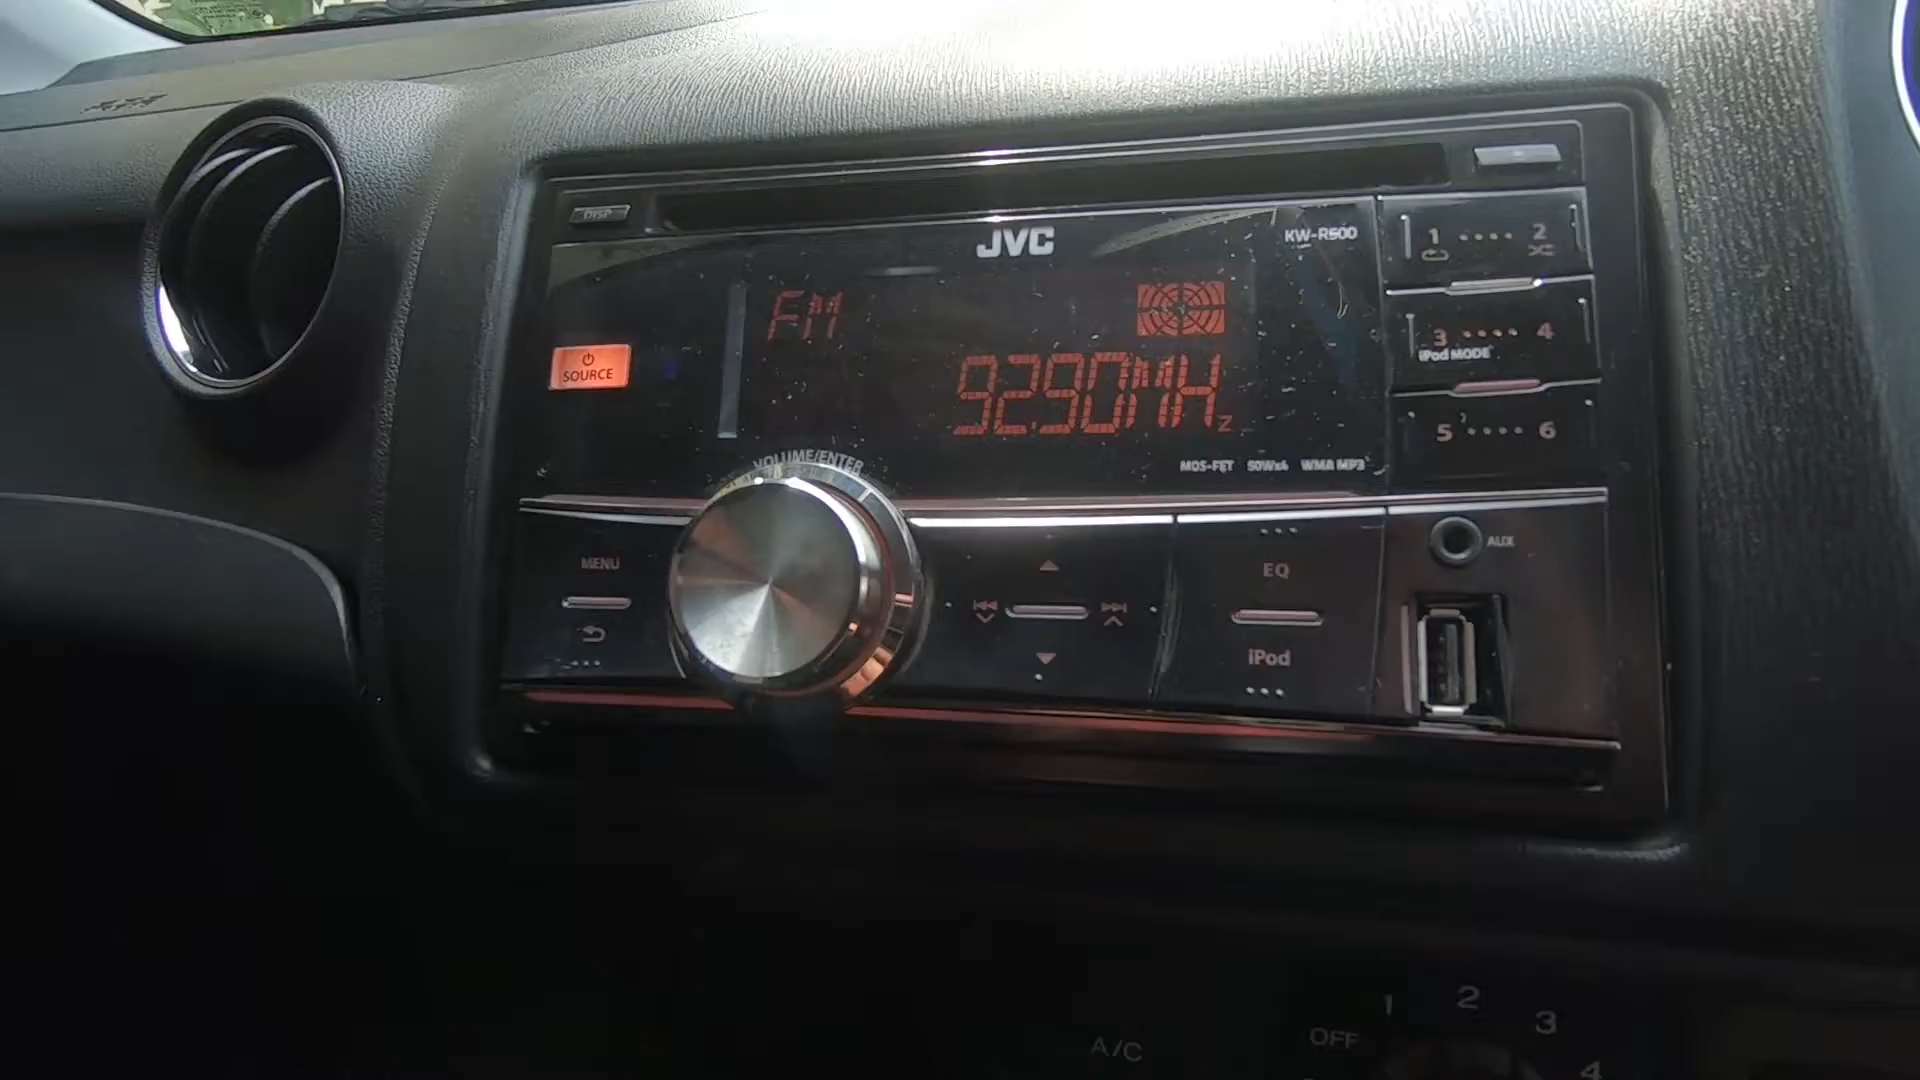 DISP
JVC
KW-R500
1 2
FM
3 4
iPod MODE
SOURCE
92.90MHz
5 6
VOLUME/ENTER
MOS-FET 50Wx4 WMA MP3
AUX
MENU
EQ
iPod
1 2 3 4
OFF
A/C